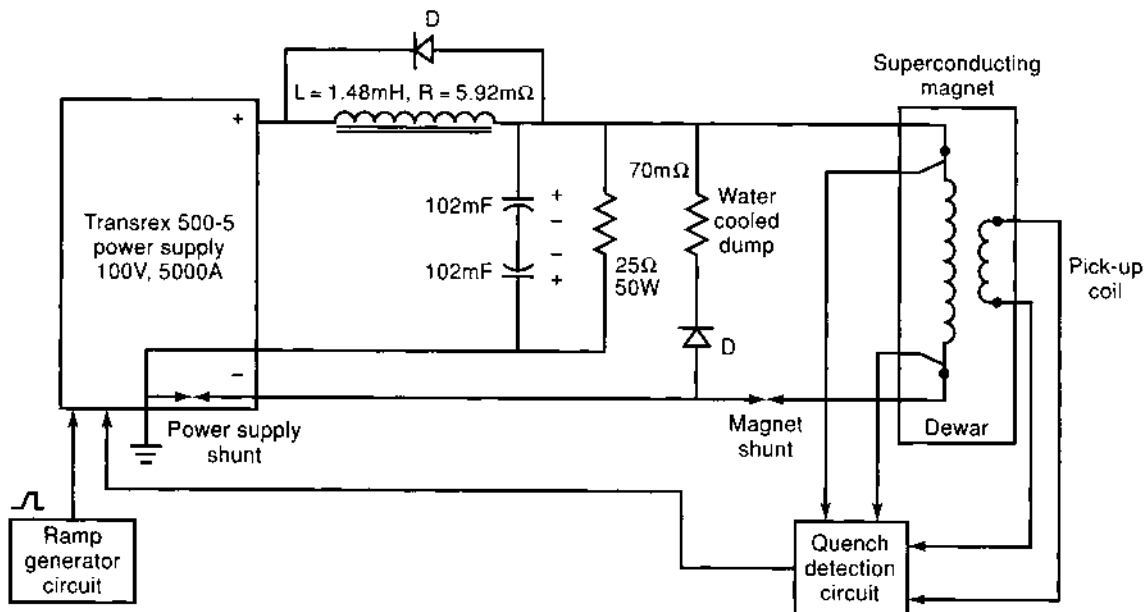 D
L = 1.48mH, R = 5.92mΩ
Superconducting
magnet
+
Transrex 500-5
power supply
100V, 5000A
102mF
+
−
102mF
−
+
25Ω
50W
70mΩ
Water
cooled
dump
D
Pick-up
coil
−
Power supply
shunt
Magnet
shunt
Dewar
Ramp
generator
circuit
Quench
detection
circuit